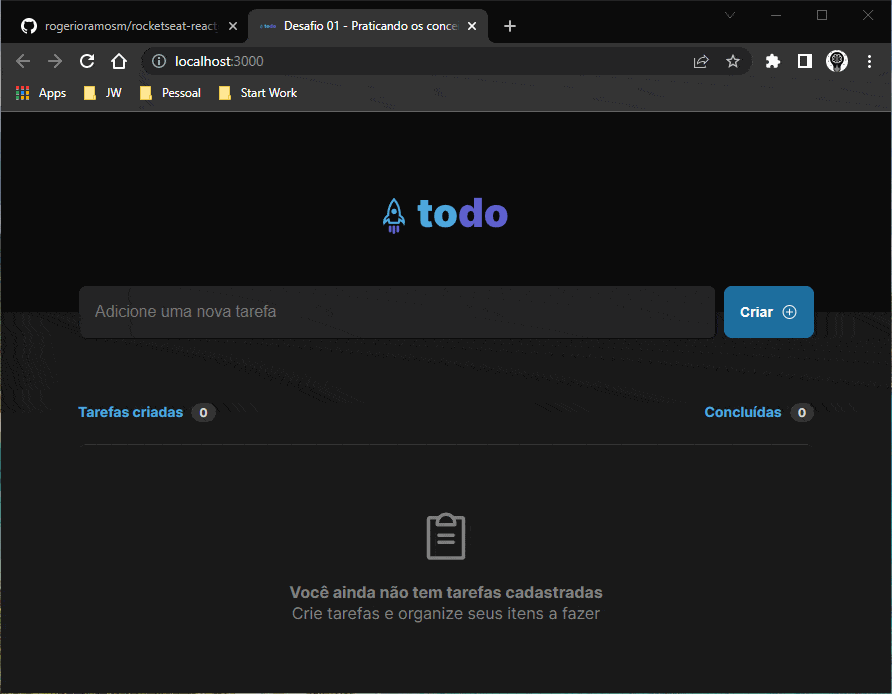 rogerioramosm/rocketseat-react
Desafio 01 - Praticando os conce
localhost:3000
Apps JW Pessoal Start Work
todo
Adicione uma nova tarefa
Criar
Tarefas criadas 0
Concluídas 0
Você ainda não tem tarefas cadastradas
Crie tarefas e organize seus itens a fazer